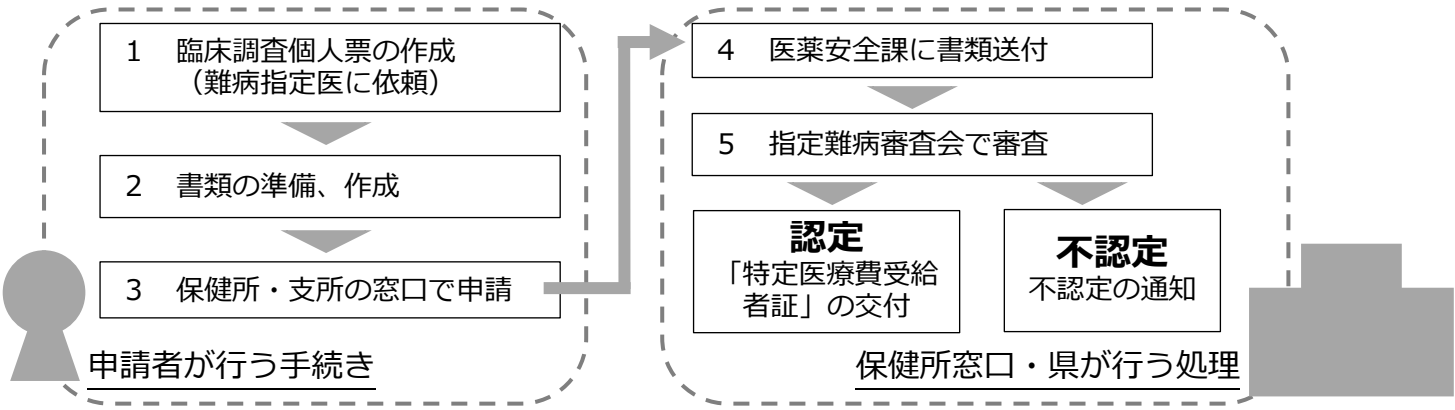 1 臨床調査個人票の作成
（難病指定医に依頼）
2 書類の準備、作成
3 保健所・支所の窓口で申請
申請者が行う手続き
4 医薬安全課に書類送付
5 指定難病審査会で審査
認定
「特定医療費受給
者証」の交付
不認定
不認定の通知
保健所窓口・県が行う処理